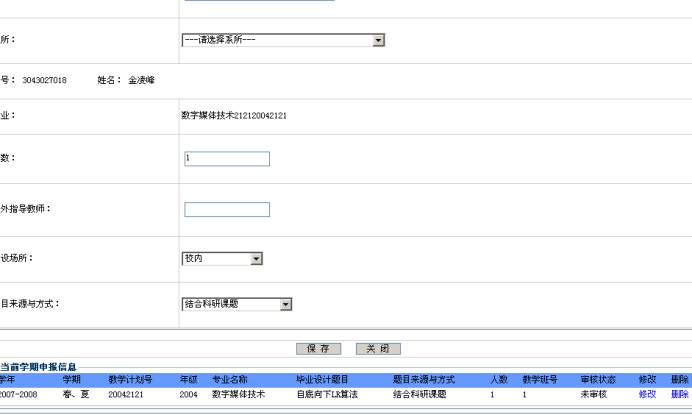 所： ---请选择系所---
号： 3043027018 姓名： 金凌峰
业： 数字媒体技术212120042121
数： 1
外指导教师：
设场所： 校内
目来源与方式： 结合科研课题
保 存 关 闭
当前学期申报信息
学年 学期 教学计划号 年级 专业名称 毕业设计题目 题目来源与方式 人数 教学班号 审核状态 修改 删除
2007-2008 春、夏 20042121 2004 数字媒体技术 自底向下LR算法 结合科研课题 1 1 未审核 修改 删除